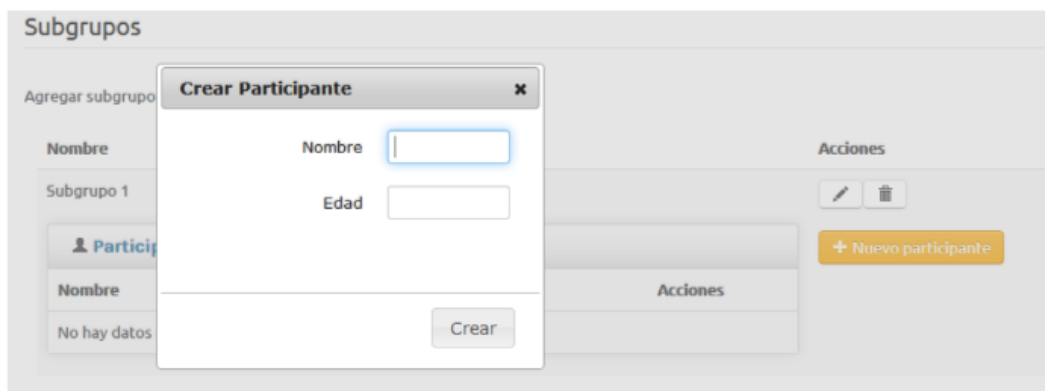 Subgrupos
Agregar subgrupo
Crear Participante
Nombre
Edad
Crear
Nombre Acciones
Subgrupo 1
Nuevo participante
Nombre Acciones
No hay datos